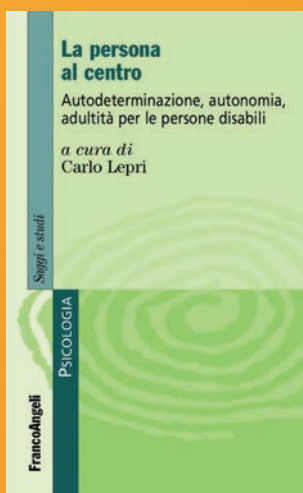 La persona
al centro
Autodeterminazione, autonomia,
adultità per le persone disabili
a cura di
Carlo Lepri
Saggi e studi
PSICOLOGIA
FrancoAngeli